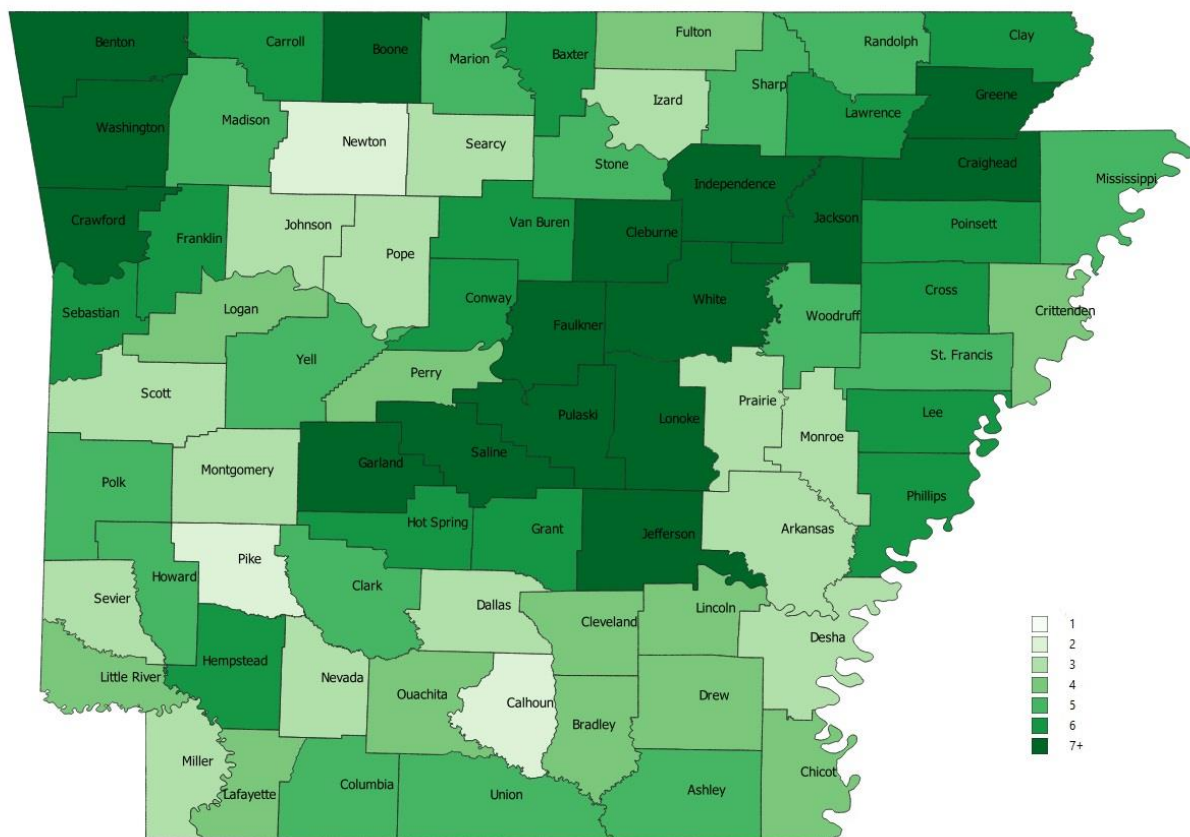 Benton
Carroll
Boone
Marion
Baxter
Fulton
Randolph
Clay
Sharp
Izard
Greene
Lawrence
Washington
Madison
Newton
Searcy
Stone
Independence
Craighead
Mississippi
Crawford
Franklin
Johnson
Pope
Van Buren
Cleburne
Jackson
Poinsett
Sebastian
Logan
Conway
Faulkner
White
Woodruff
Cross
Crittenden
Yell
Perry
St. Francis
Scott
Pulaski
Lonoke
Prairie
Monroe
Lee
Polk
Montgomery
Garland
Saline
Phillips
Hot Spring
Grant
Jefferson
Arkansas
Pike
Howard
Sevier
Clark
Dallas
Cleveland
Lincoln
Desha
Little River
Hempstead
Nevada
Ouachita
Calhoun
Bradley
Drew
Miller
Lafayette
Columbia
Union
Ashley
Chicot
1
2
3
4
5
6
7+